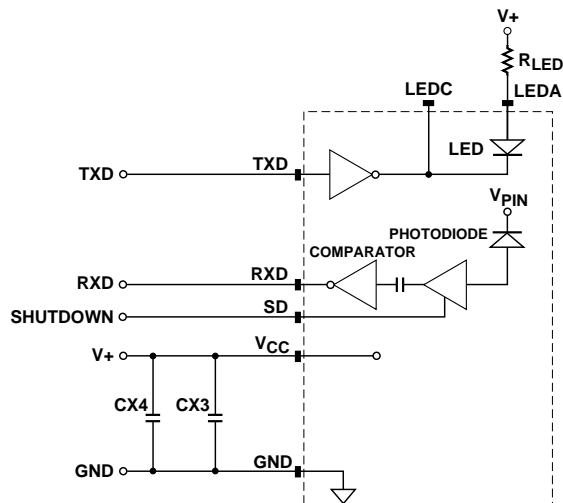 V+
RLED
LEDC
LEDA
LED
TXD
TXD
VPIN
PHOTODIODE
COMPARATOR
RXD
RXD
SD
SHUTDOWN
VCC
V+
CX4
CX3
GND
GND